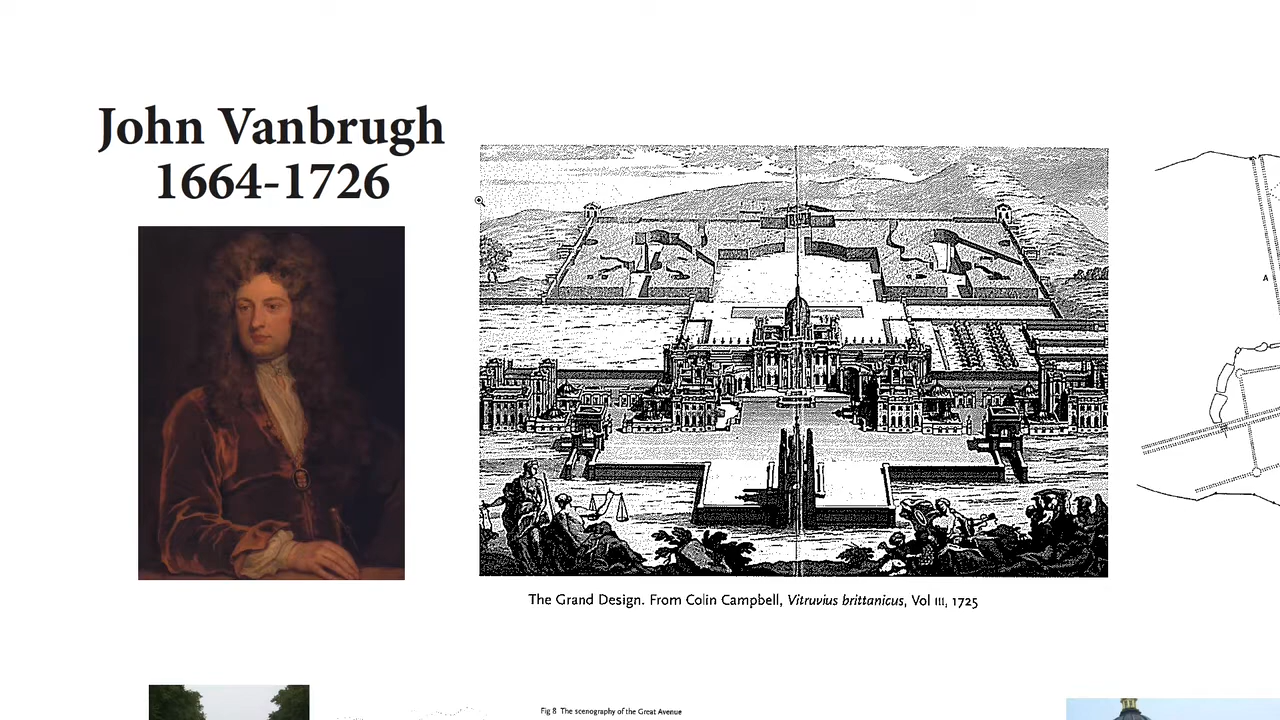 John Vanbrugh
1664-1726
A
The Grand Design. From Colin Campbell, Vitruvius brittanicus, Vol III, 1725
Fig 8 The scenography of the Great Avenue